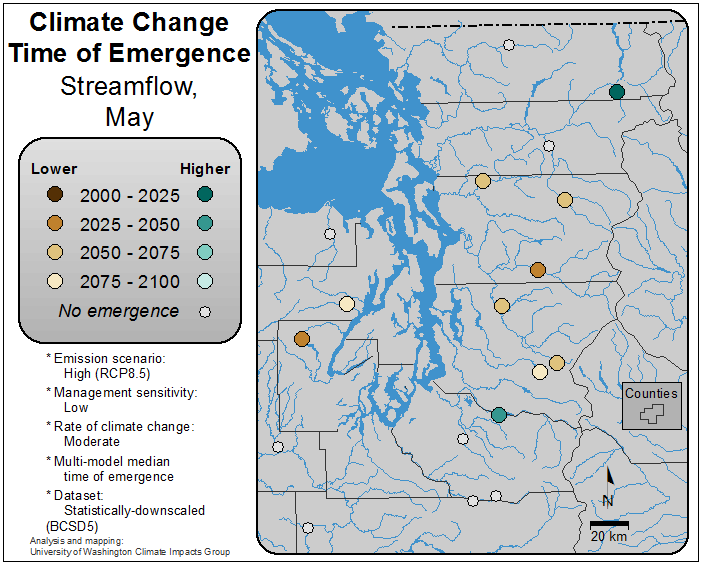 Climate Change
Time of Emergence
Streamflow,
May
Lower Higher
2000 - 2025
2025 - 2050
2050 - 2075
2075 - 2100
No emergence
* Emission scenario:
High (RCP8.5)
* Management sensitivity:
Low
* Rate of climate change:
Moderate
* Multi-model median
time of emergence
* Dataset:
Statistically-downscaled
(BCSD5)
Analysis and mapping:
University of Washington Climate Impacts Group
Counties
N
20 km